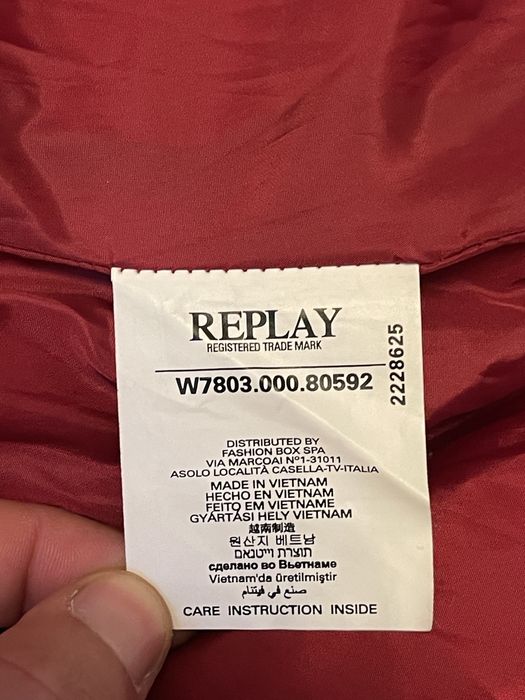 REPLAY
REGISTERED TRADE MARK
W7803.000.80592
2228625
DISTRIBUTED BY
FASHION BOX SPA
VIA MARCOAI Nº1-31011
ASOLO LOCALITÀ CASELLA-TV-ITALIA
MADE IN VIETNAM
HECHO EN VIETNAM
FEITO EM VIETNAME
GYÁRTÁSI HELY VIETNAM
越南制造
원산지 베트남
תוצרת וייטנאם
сделано во Вьетнаме
Vietnam'da üretilmiştir
صنع في فيتنام
CARE INSTRUCTION INSIDE